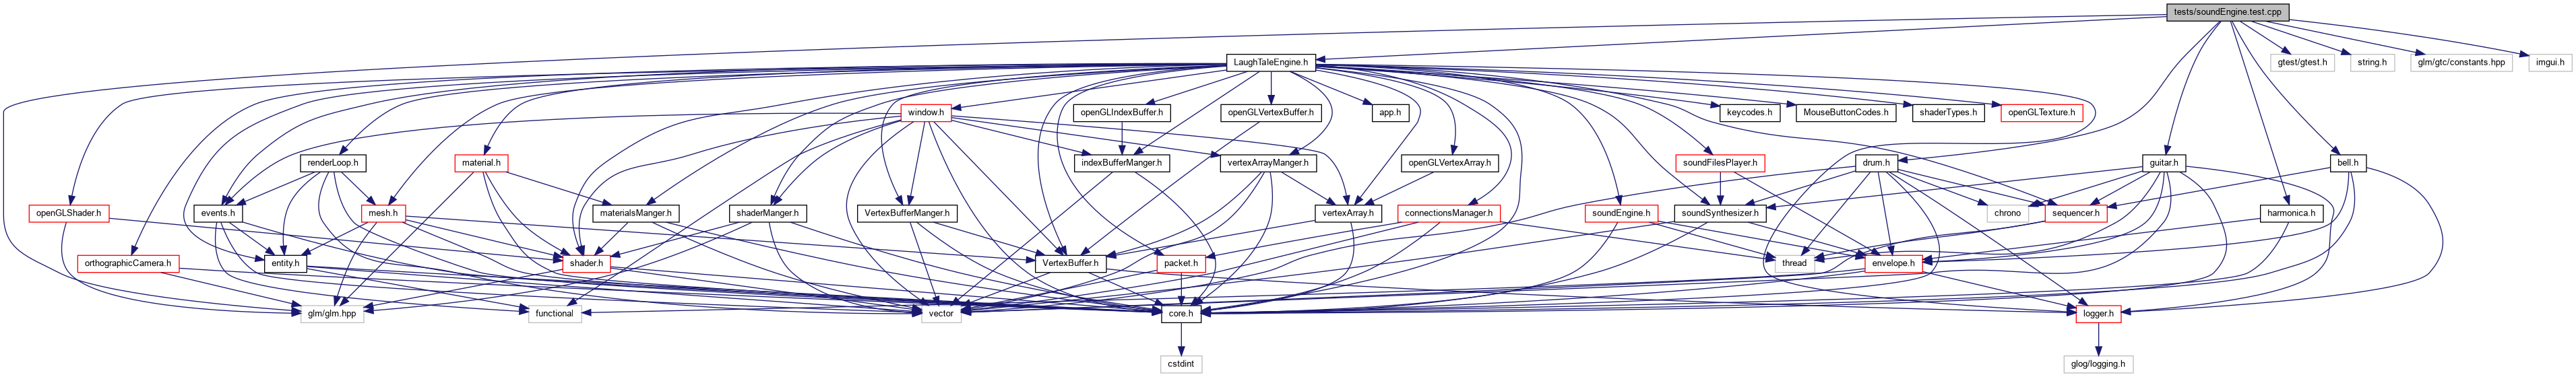 tests/soundEngine.test.cpp
LaughTaleEngine.h
gtest/gtest.h
string.h
glm/gtc/constants.hpp
imgui.h
window.h
openGLIndexBuffer.h
openGLVertexBuffer.h
app.h
keycodes.h
MouseButtonCodes.h
shaderTypes.h
openGLTexture.h
renderLoop.h
material.h
indexBufferManger.h
vertexArrayManger.h
openGLVertexArray.h
soundFilesPlayer.h
drum.h
guitar.h
bell.h
openGLShader.h
events.h
mesh.h
materialsManger.h
shaderManger.h
VertexBufferManger.h
vertexArray.h
connectionsManager.h
soundEngine.h
soundSynthesizer.h
chrono
sequencer.h
harmonica.h
orthographicCamera.h
entity.h
shader.h
VertexBuffer.h
packet.h
thread
envelope.h
glm/glm.hpp
functional
vector
core.h
logger.h
cstdint
glog/logging.h